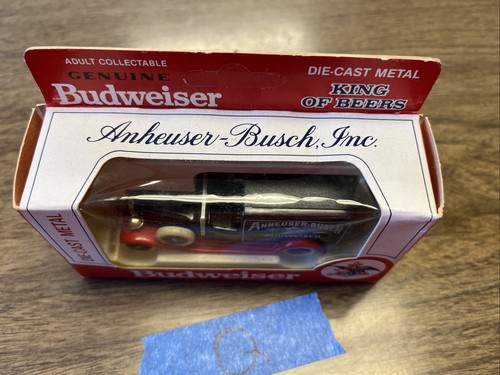 ADULT COLLECTABLE
GENUINE
Budweiser
DIE-CAST METAL
KING
OF BEERS
Anheuser-Busch, Inc.
DIE-CAST METAL
ANHEUSER BUSCH
Budweiser